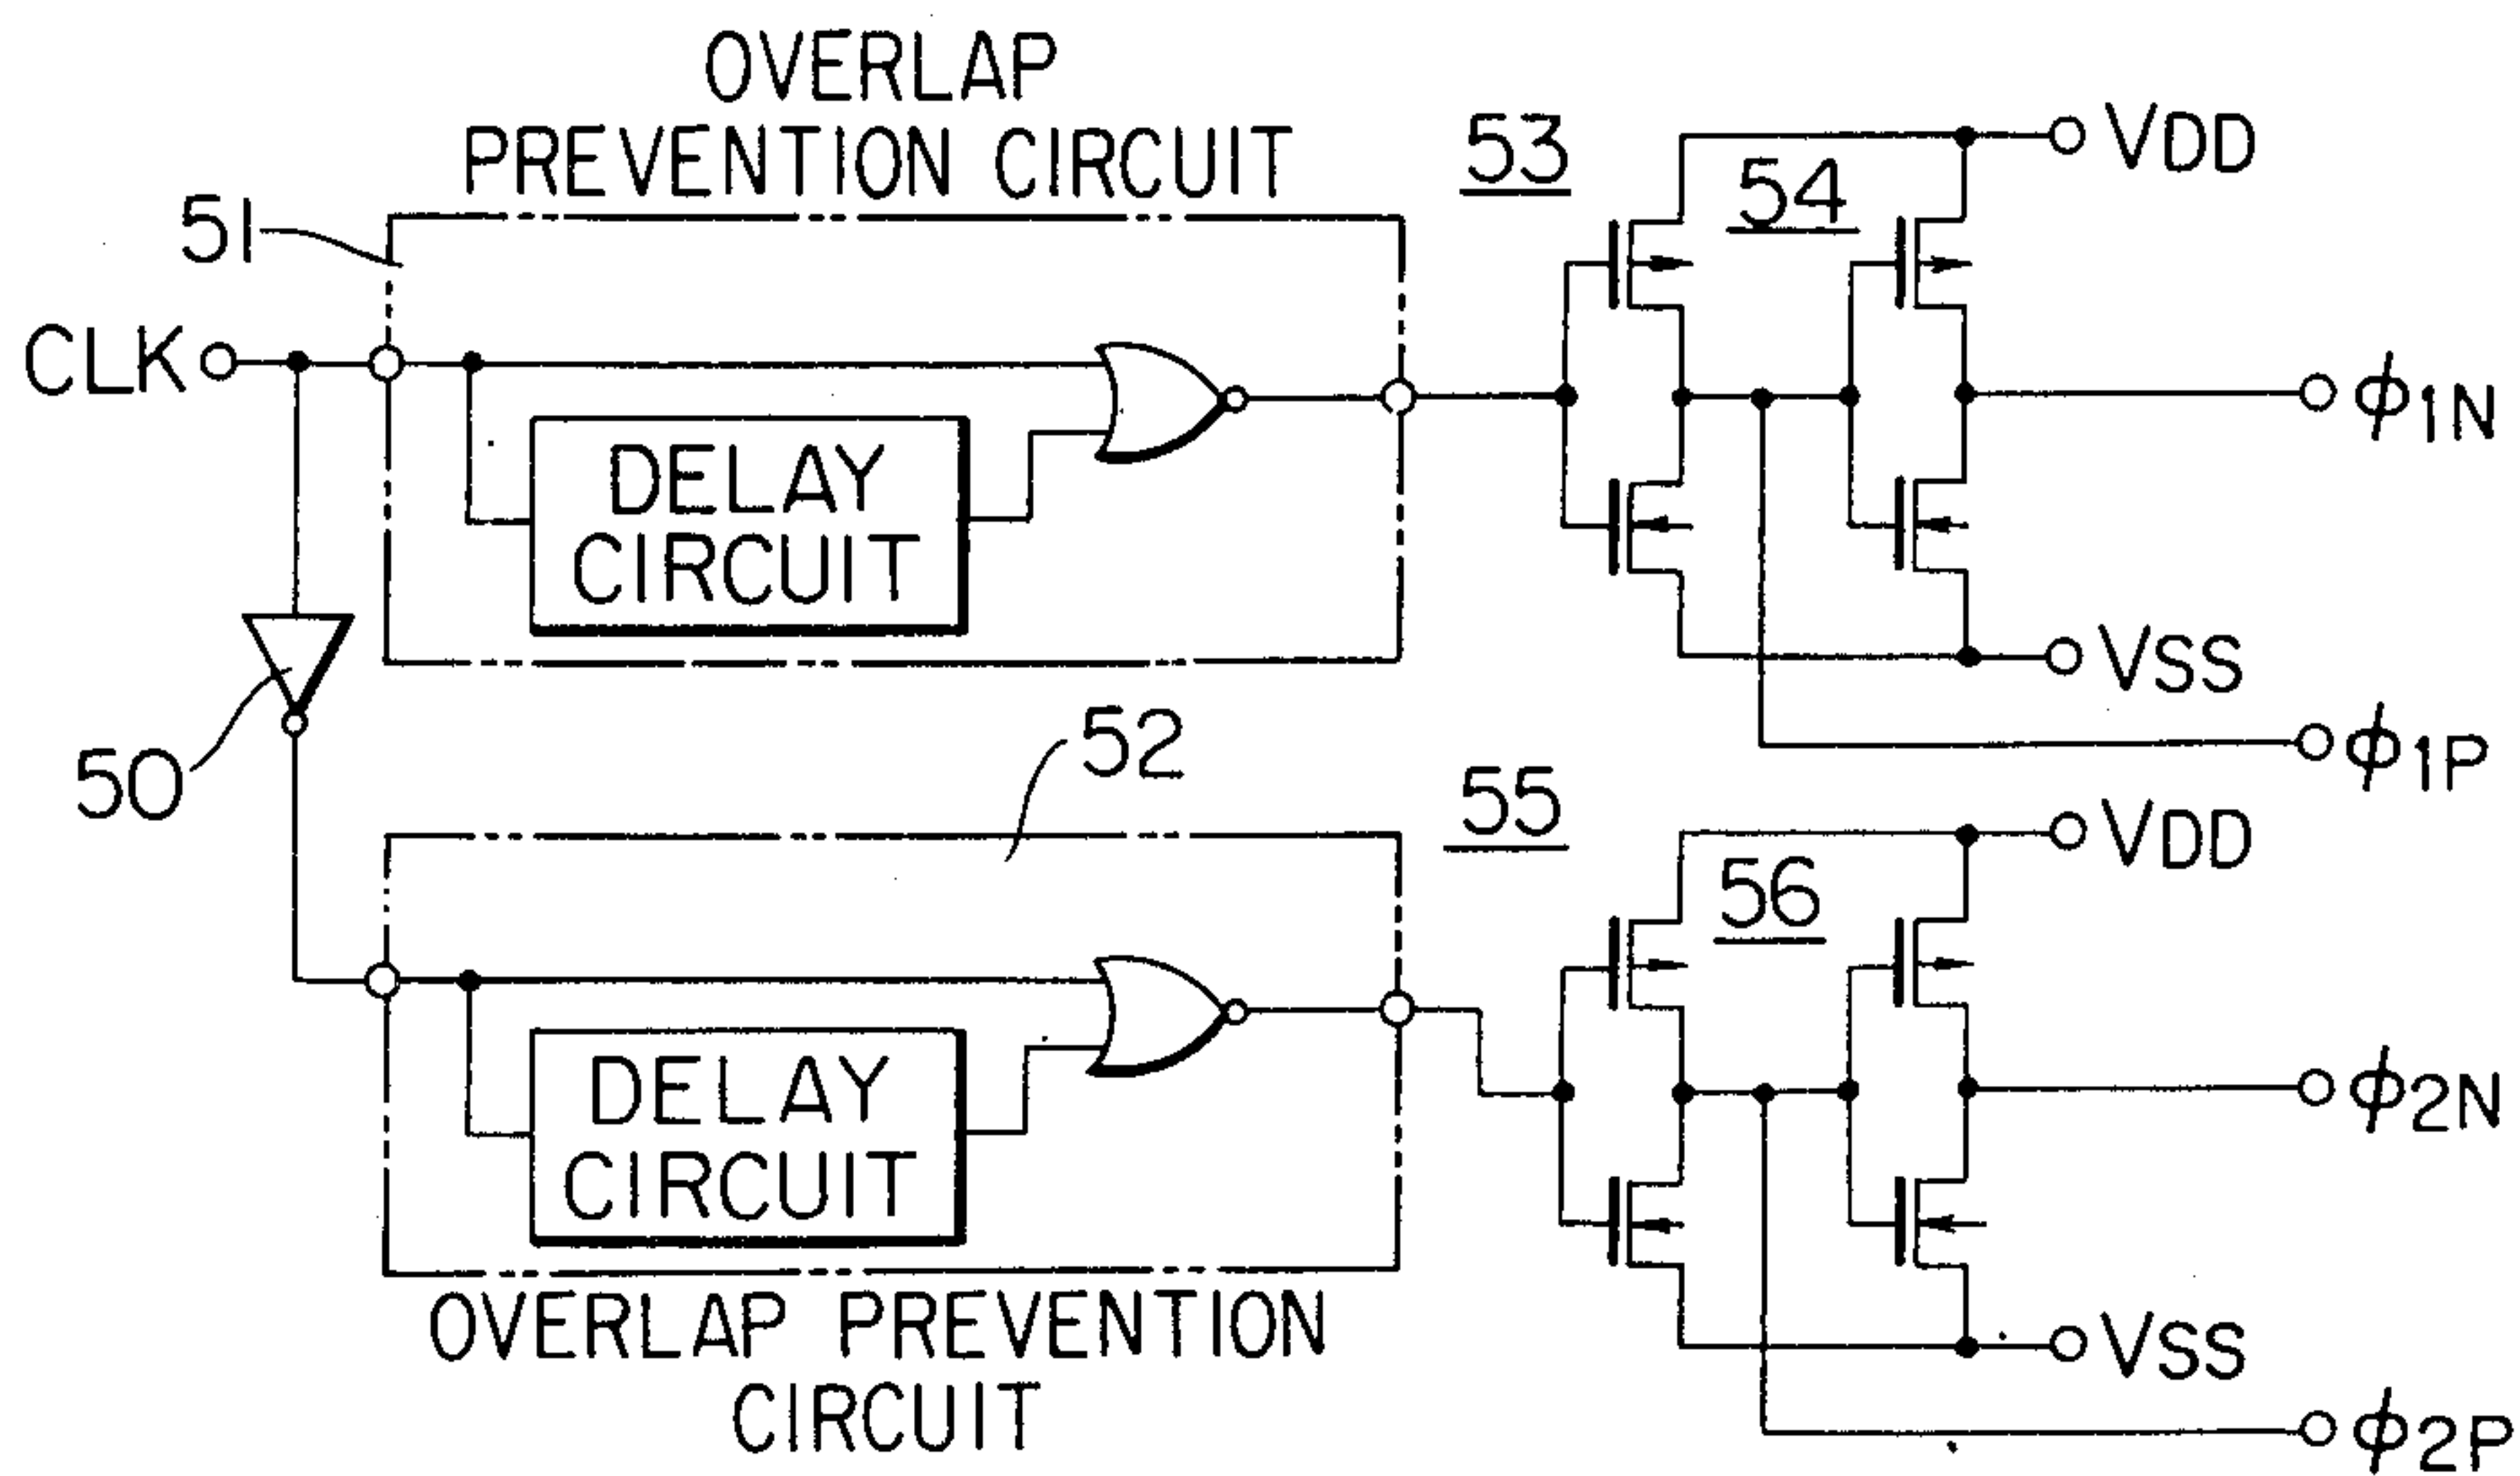 OVERLAP
PREVENTION CIRCUIT
53
VDD
54
51
CLK
ϕ1N
DELAY
CIRCUIT
VSS
50
52
ϕ1P
55
VDD
56
DELAY
CIRCUIT
ϕ2N
OVERLAP PREVENTION
CIRCUIT
VSS
ϕ2P